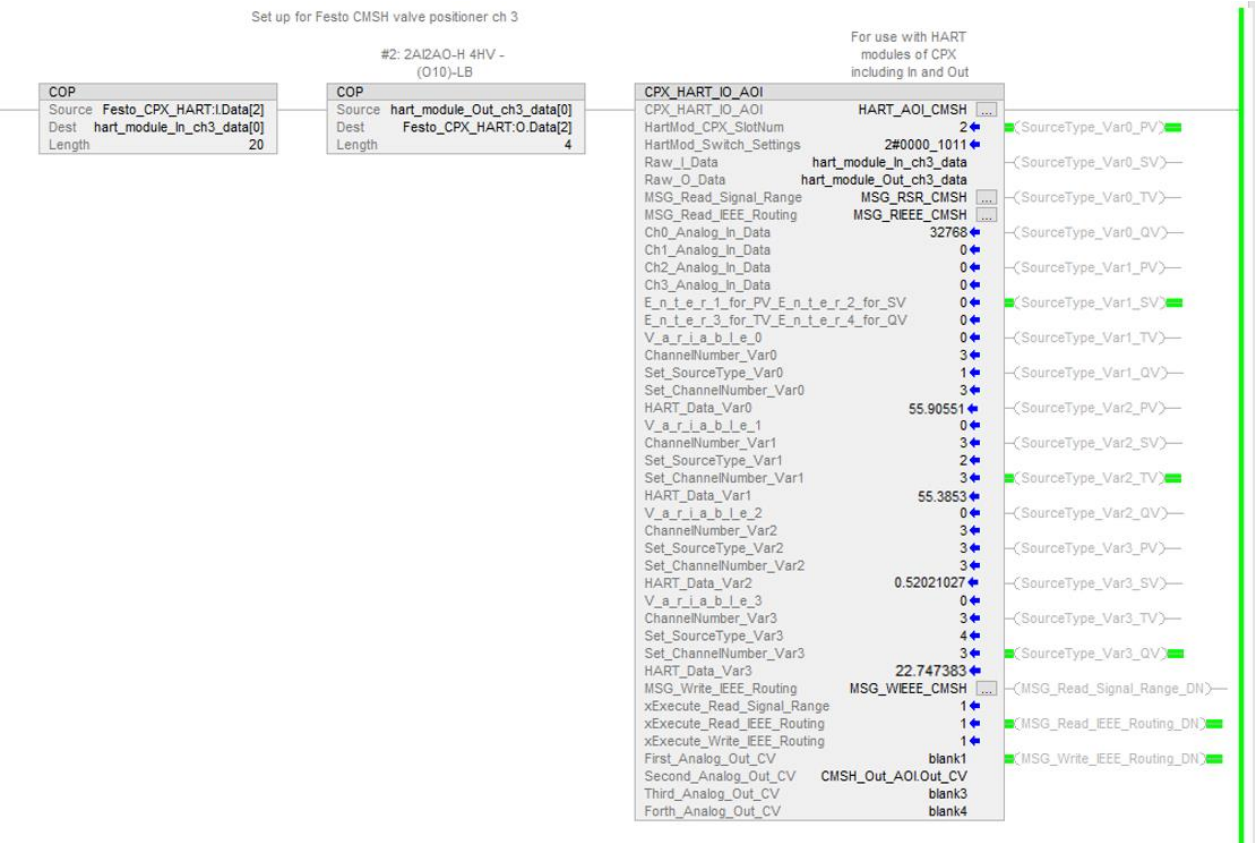 Set up for Festo CMSH valve positioner ch 3
#2: 2AI2AO-H 4HV -
(O10)-LB
For use with HART
modules of CPX
including In and Out
COP
Source Festo_CPX_HART:I.Data[2]
Dest hart_module_In_ch3_data[0]
Length 20
COP
Source hart_module_Out_ch3_data[0]
Dest Festo_CPX_HART:O.Data[2]
Length 4
CPX_HART_IO_AOI
CPX_HART_IO_AOI HART_AOI_CMSH ...
HartMod_CPX_SlotNum 2
HartMod_Switch_Settings 2#0000_1011
Raw_I_Data hart_module_In_ch3_data
Raw_O_Data hart_module_Out_ch3_data
MSG_Read_Signal_Range MSG_RSR_CMSH ...
MSG_Read_IEEE_Routing MSG_RIEEE_CMSH ...
Ch0_Analog_In_Data 32768
Ch1_Analog_In_Data 0
Ch2_Analog_In_Data 0
Ch3_Analog_In_Data 0
E_n_t_e_r_1_for_PV_E_n_t_e_r_2_for_SV 0
E_n_t_e_r_3_for_TV_E_n_t_e_r_4_for_QV 0
V_a_r_i_a_b_l_e_0 0
ChannelNumber_Var0 3
Set_SourceType_Var0 1
Set_ChannelNumber_Var0 3
HART_Data_Var0 55.90551
V_a_r_i_a_b_l_e_1 0
ChannelNumber_Var1 3
Set_SourceType_Var1 2
Set_ChannelNumber_Var1 3
HART_Data_Var1 55.3853
V_a_r_i_a_b_l_e_2 0
ChannelNumber_Var2 3
Set_SourceType_Var2 3
Set_ChannelNumber_Var2 3
HART_Data_Var2 0.52021027
V_a_r_i_a_b_l_e_3 0
ChannelNumber_Var3 3
Set_SourceType_Var3 4
Set_ChannelNumber_Var3 3
HART_Data_Var3 22.747383
MSG_Write_IEEE_Routing MSG_WIEEE_CMSH ...
xExecute_Read_Signal_Range 1
xExecute_Read_IEEE_Routing 1
xExecute_Write_IEEE_Routing 1
First_Analog_Out_CV blank1
Second_Analog_Out_CV CMSH_Out_AOI.Out_CV
Third_Analog_Out_CV blank3
Forth_Analog_Out_CV blank4
SourceType_Var0_PV
SourceType_Var0_SV
SourceType_Var0_TV
SourceType_Var0_QV
SourceType_Var1_PV
SourceType_Var1_SV
SourceType_Var1_TV
SourceType_Var1_QV
SourceType_Var2_PV
SourceType_Var2_SV
SourceType_Var2_TV
SourceType_Var2_QV
SourceType_Var3_PV
SourceType_Var3_SV
SourceType_Var3_TV
SourceType_Var3_QV
MSG_Read_Signal_Range_DN
MSG_Read_IEEE_Routing_DN
MSG_Write_IEEE_Routing_DN